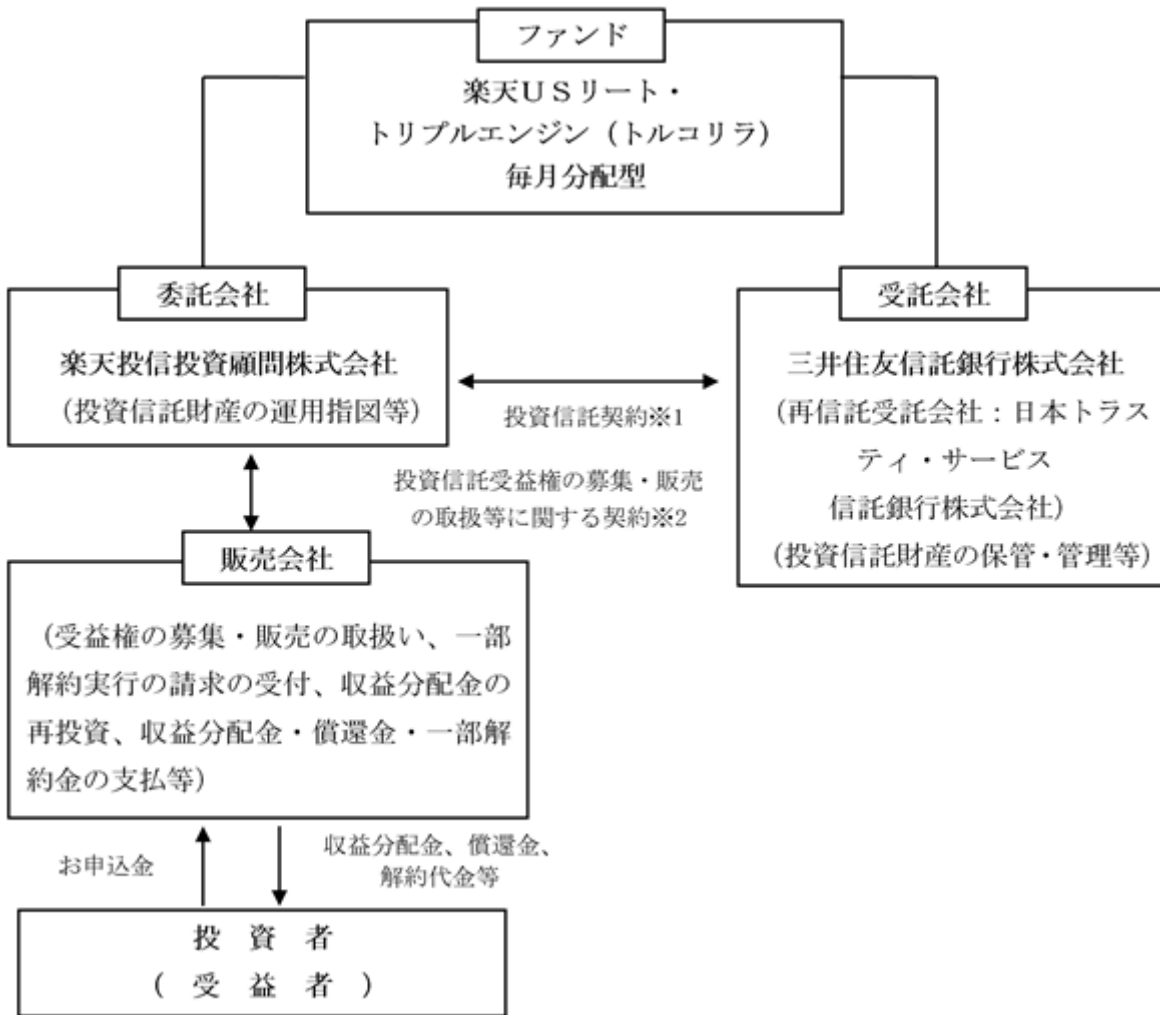 ファンド
楽天USリート・
トリプルエンジン(トルコリラ)
毎月分配型
委託会社
楽天投信投資顧問株式会社
(投資信託財産の運用指図等)
投資信託契約※1
受託会社
三井住友信託銀行株式会社
(再信託受託会社:日本トラス
ティ・サービス
信託銀行株式会社)
(投資信託財産の保管・管理等)
投資信託受益権の募集・販売
の取扱等に関する契約※2
販売会社
(受益権の募集・販売の取扱い、一部
解約実行の請求の受付、収益分配金の
再投資、収益分配金・償還金・一部解
約金の支払等)
お申込金
収益分配金、償還金、
解約代金等
投 資 者
( 受 益 者 )